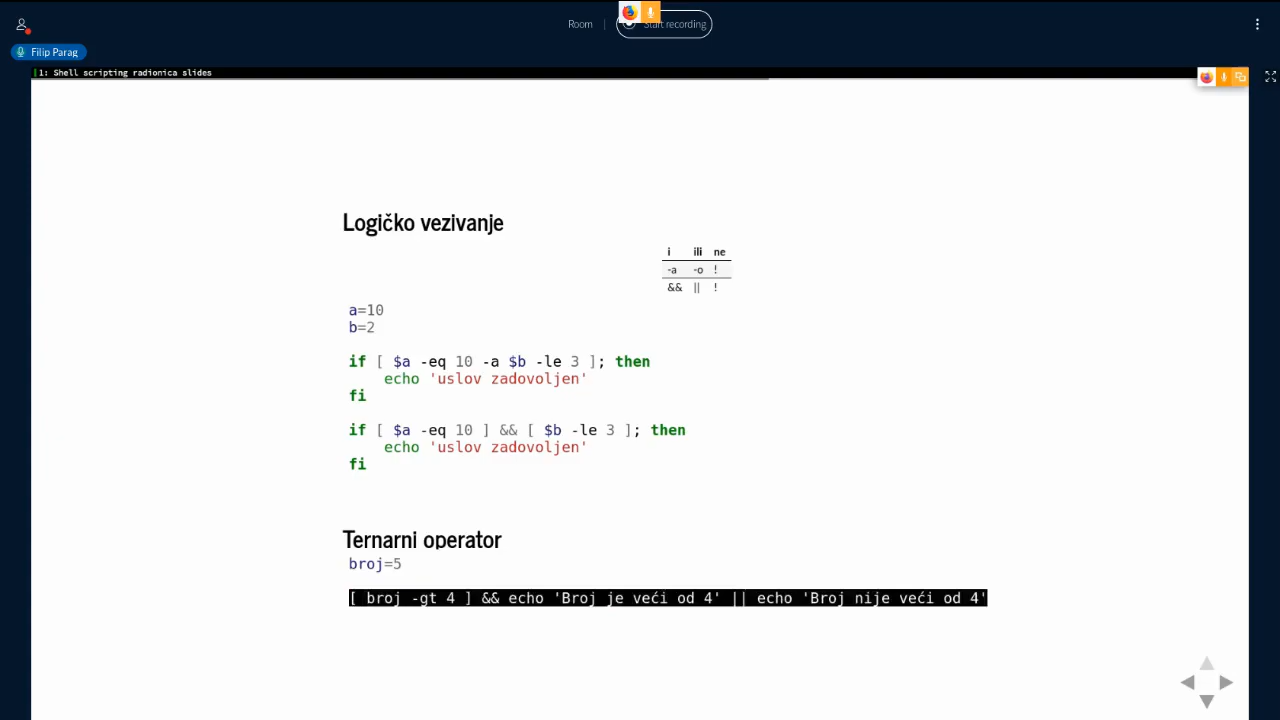 Room
Start recording
Filip Parag
1: Shell scripting radionica slides
Logičko vezivanje
i ili ne
-a -o !
&& || !
a=10
b=2
if [ $a -eq 10 -a $b -le 3 ]; then
echo 'uslov zadovoljen'
fi
if [ $a -eq 10 ] && [ $b -le 3 ]; then
echo 'uslov zadovoljen'
fi
Ternarni operator
broj=5
[ broj -gt 4 ] && echo 'Broj je veći od 4' || echo 'Broj nije veći od 4'